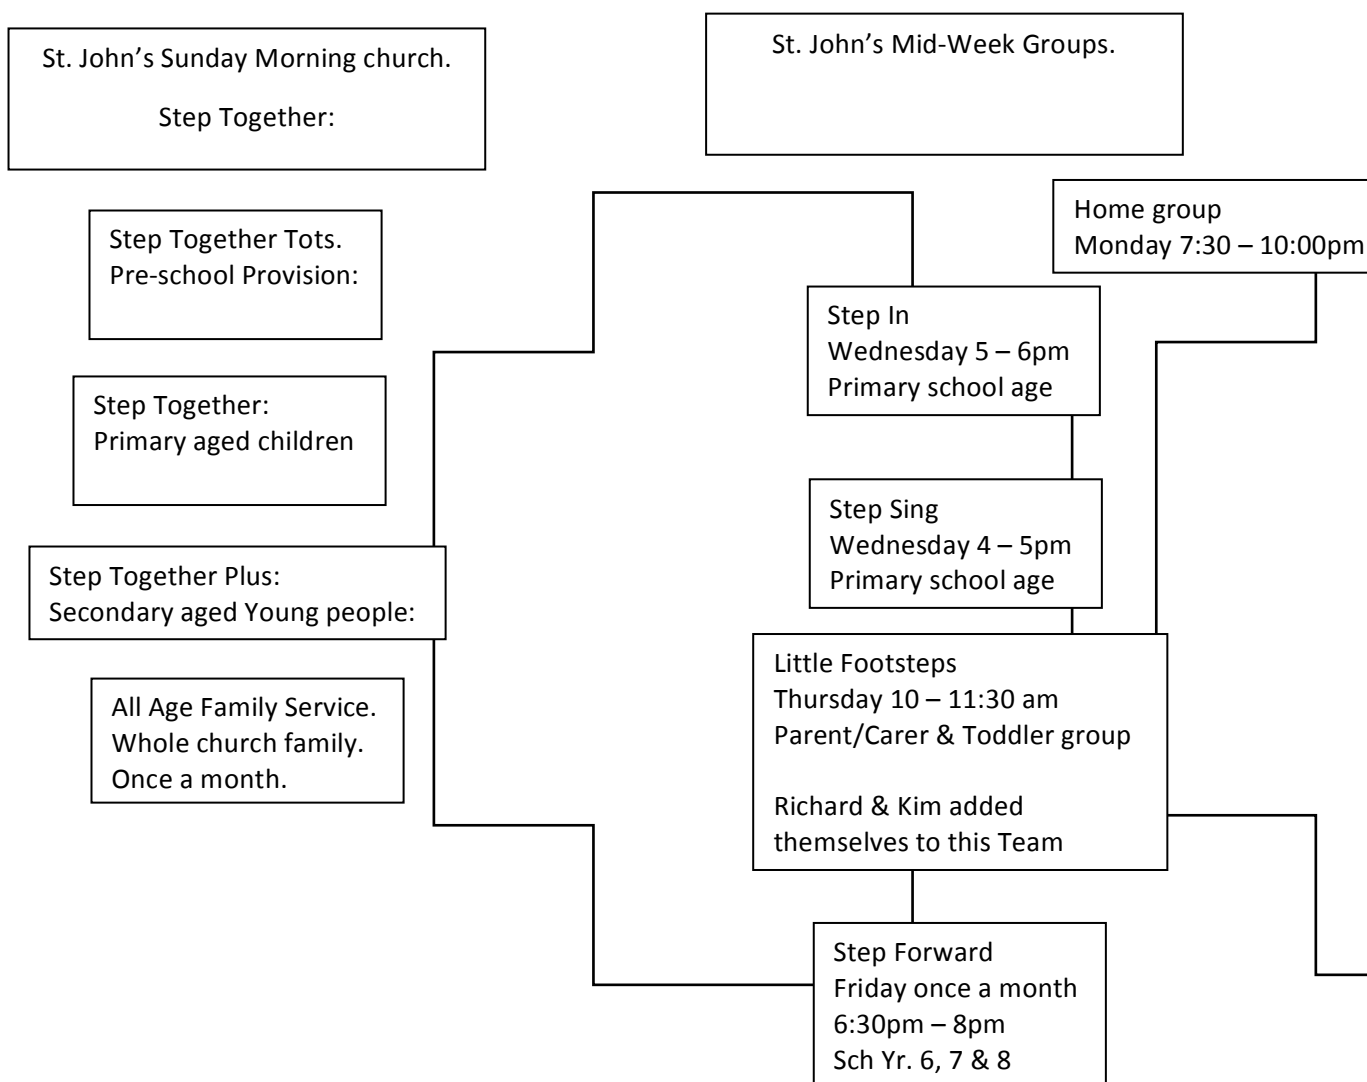 St. John’s Sunday Morning church.
Step Together:
St. John’s Mid-Week Groups.
Step Together Tots.
Pre-school Provision:
Step Together:
Primary aged children
Step Together Plus:
Secondary aged Young people:
All Age Family Service.
Whole church family.
Once a month.
Home group
Monday 7:30 – 10:00pm
Step In
Wednesday 5 – 6pm
Primary school age
Step Sing
Wednesday 4 – 5pm
Primary school age
Little Footsteps
Thursday 10 – 11:30 am
Parent/Carer & Toddler group
Richard & Kim added
themselves to this Team
Step Forward
Friday once a month
6:30pm – 8pm
Sch Yr. 6, 7 & 8